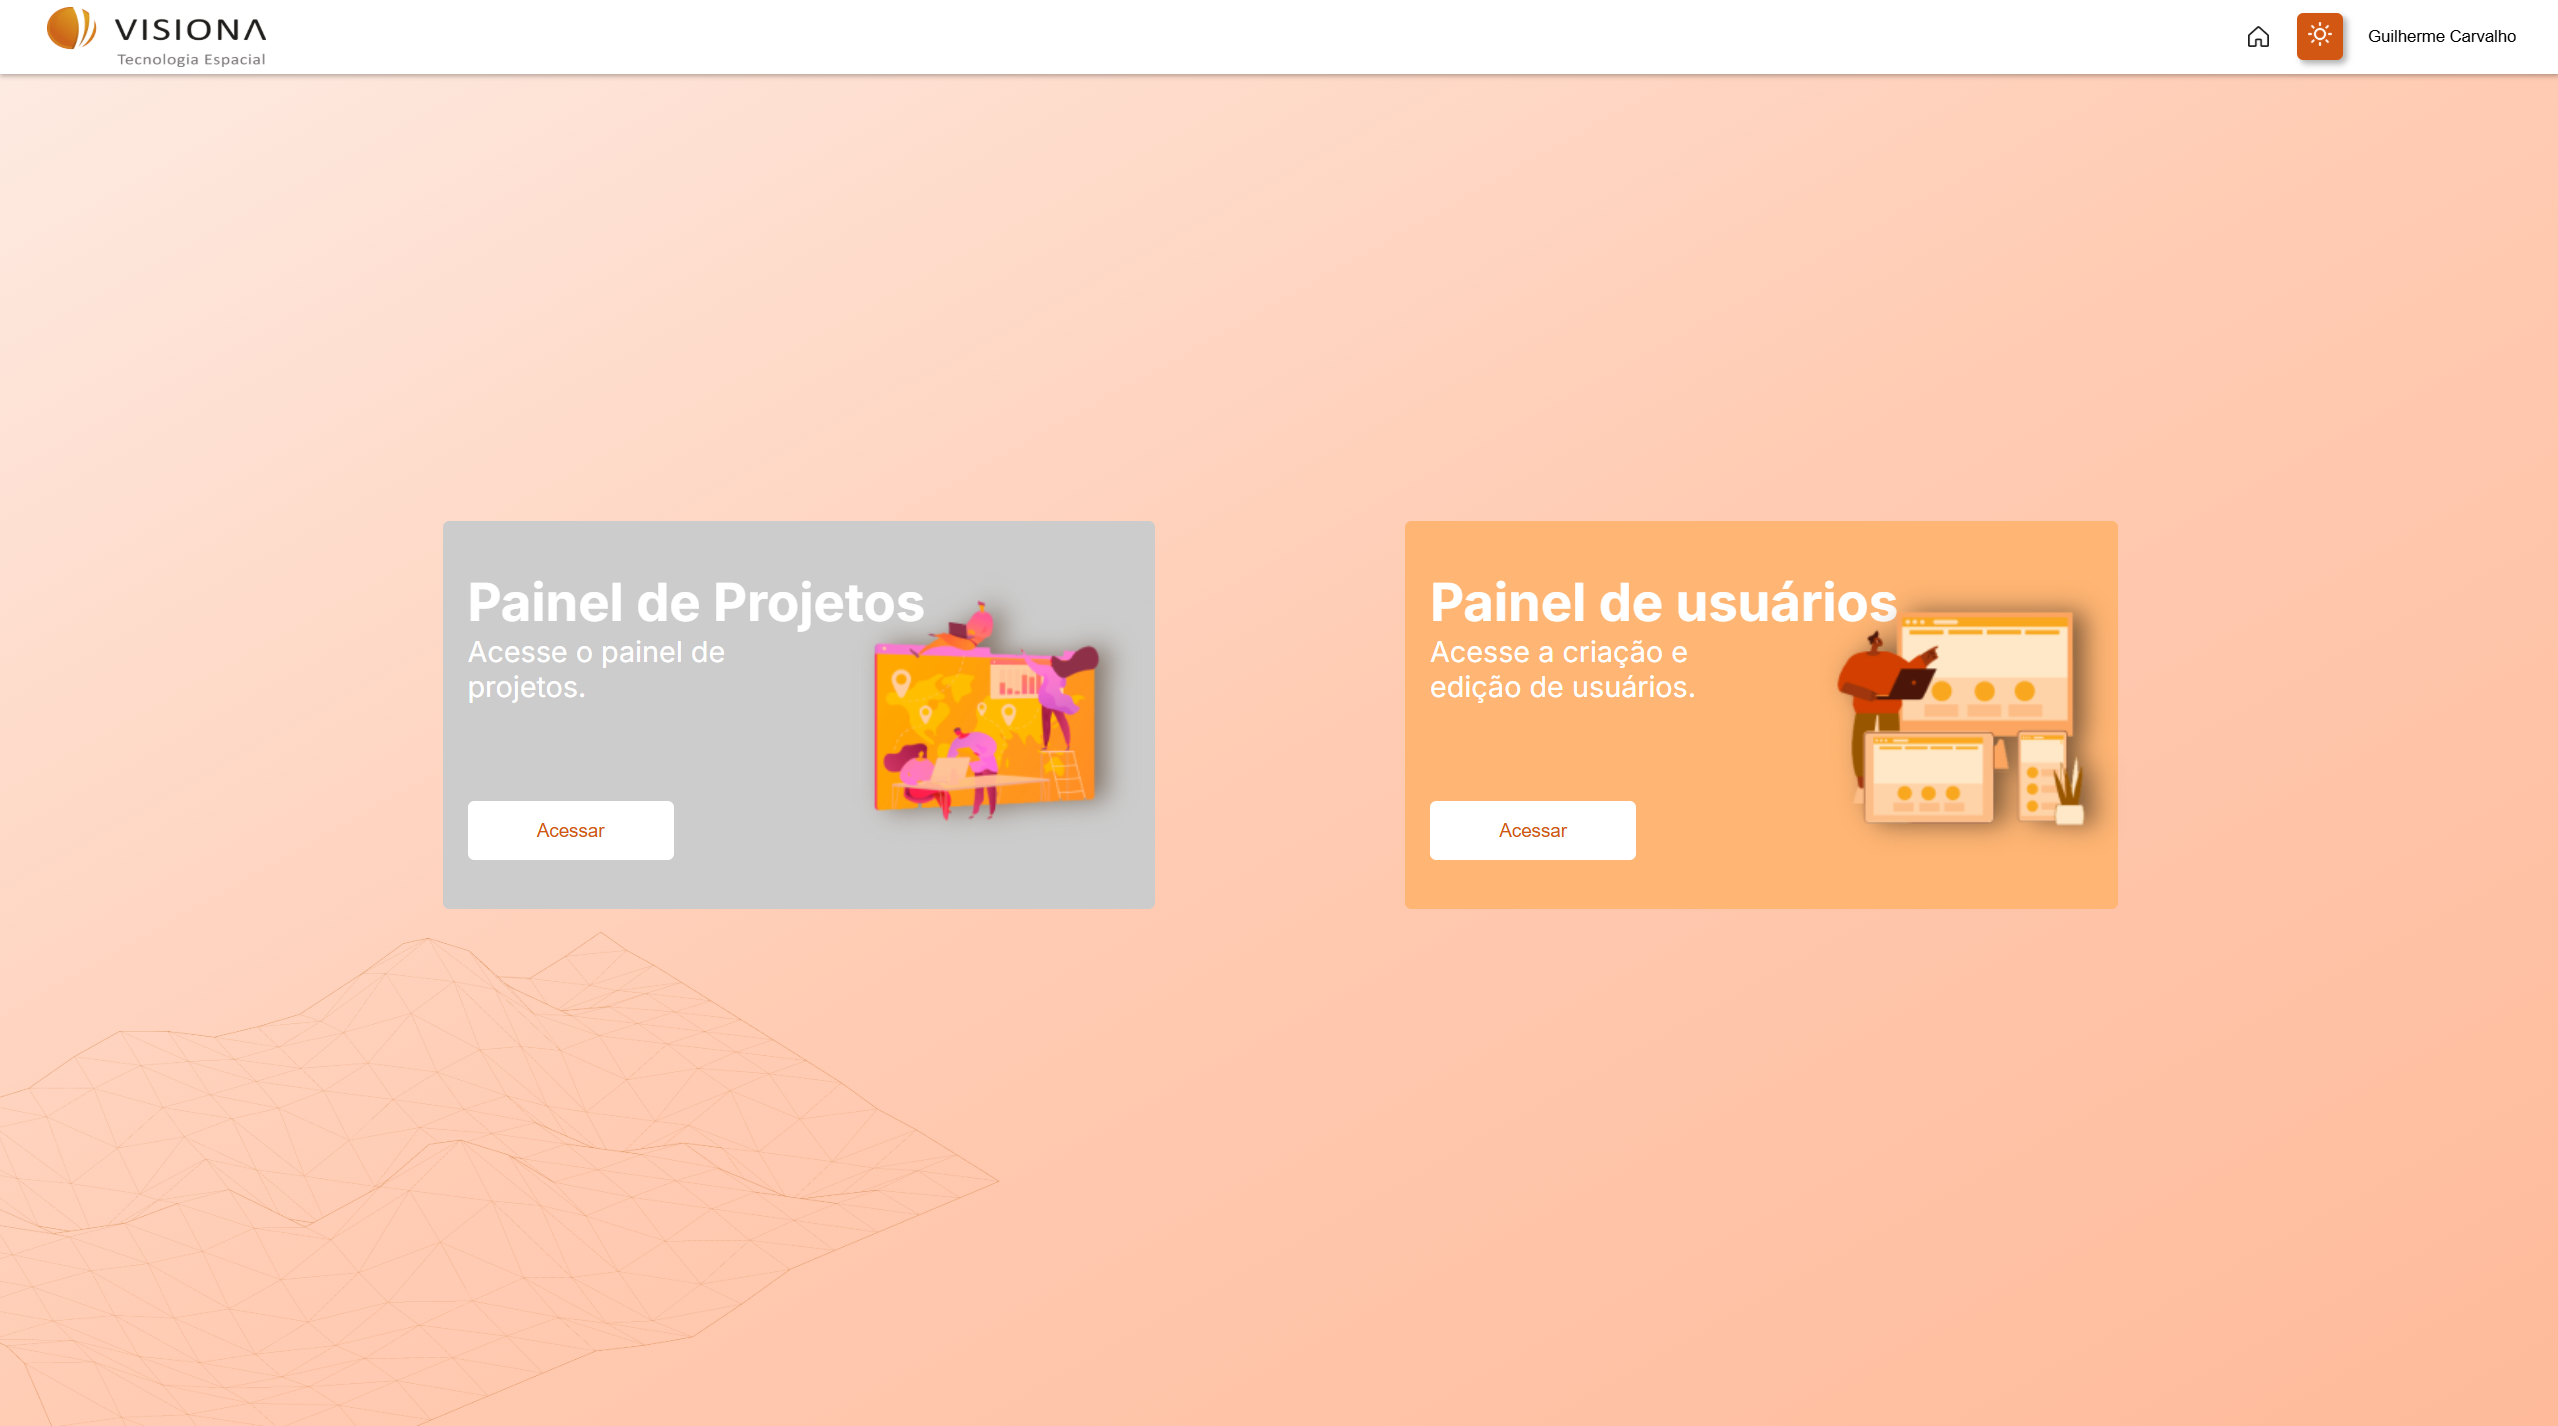 VISIONA
Tecnologia Espacial
Guilherme Carvalho
Painel de Projetos
Acesse o painel de
projetos.
Acessar
Painel de usuários
Acesse a criação e
edição de usuários.
Acessar